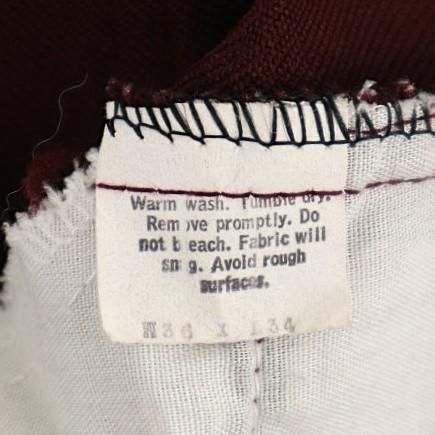 Warm wash. Tumble dry.
Remove promptly. Do
not bleach. Fabric will
snag. Avoid rough
surfaces.
W36 X L34